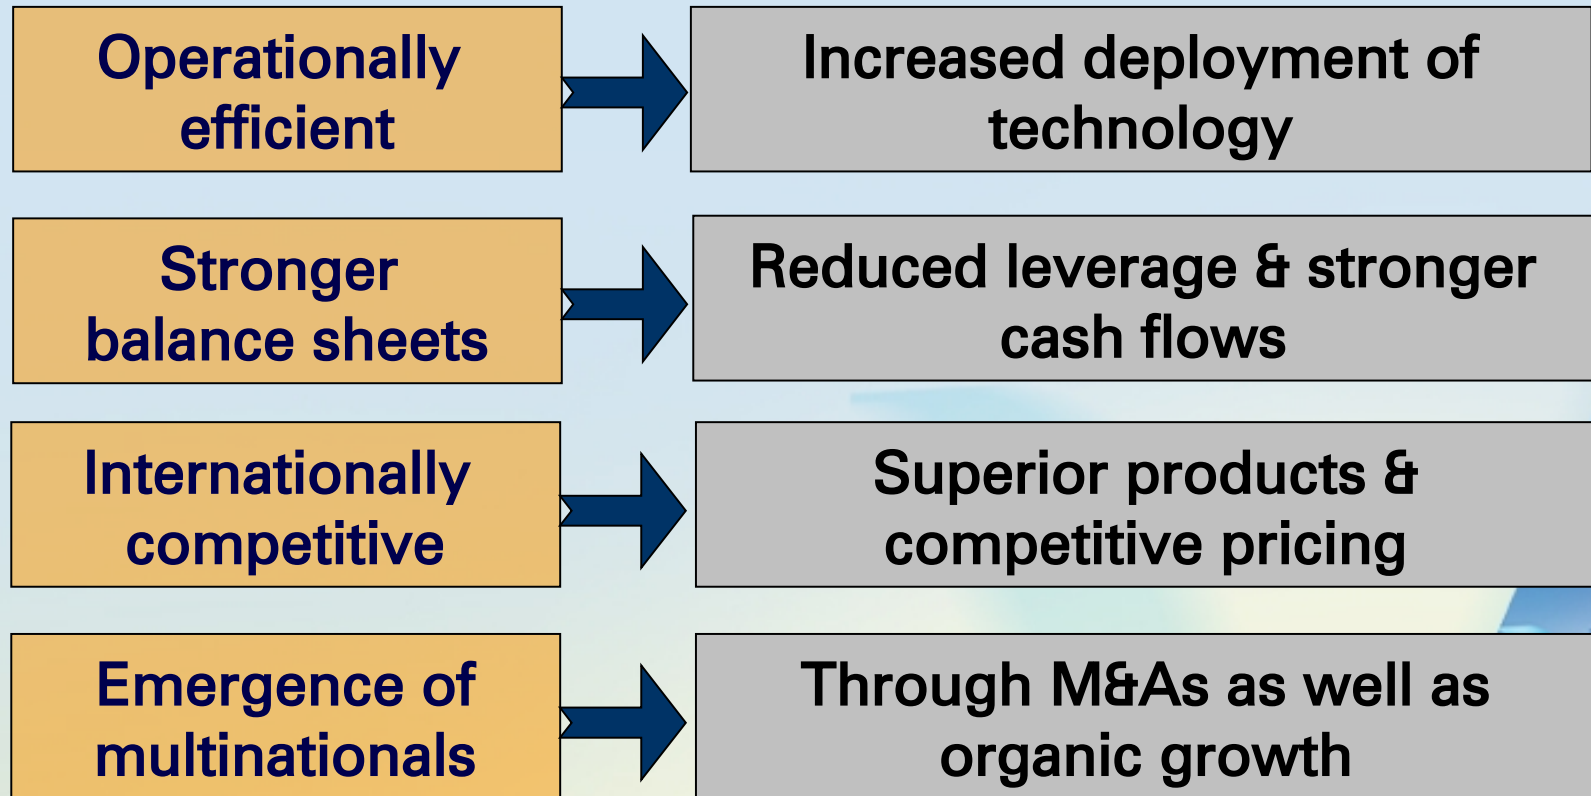 Operationally
efficient
Increased deployment of
technology
Stronger
balance sheets
Reduced leverage & stronger
cash flows
Internationally
competitive
Superior products &
competitive pricing
Emergence of
multinationals
Through M&As as well as
organic growth